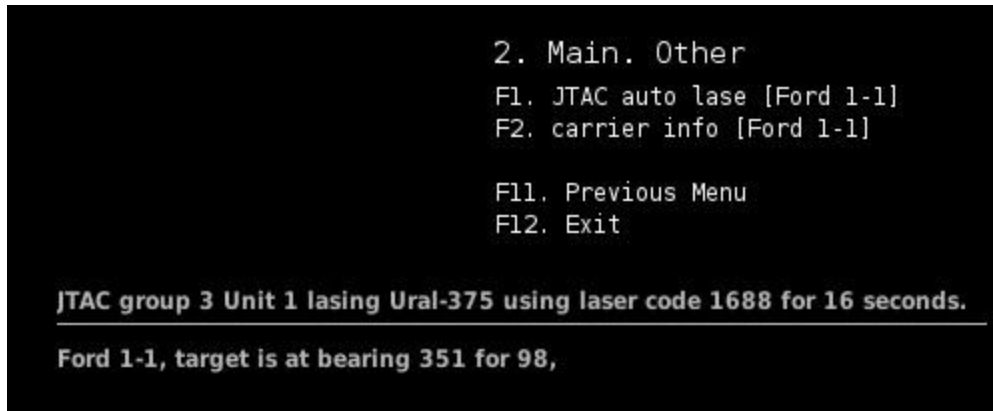 2. Main. Other
F1. JTAC auto lase [Ford 1-1]
F2. carrier info [Ford 1-1]
F11. Previous Menu
F12. Exit
JTAC group 3 Unit 1 lasing Ural-375 using laser code 1688 for 16 seconds.
Ford 1-1, target is at bearing 351 for 98,